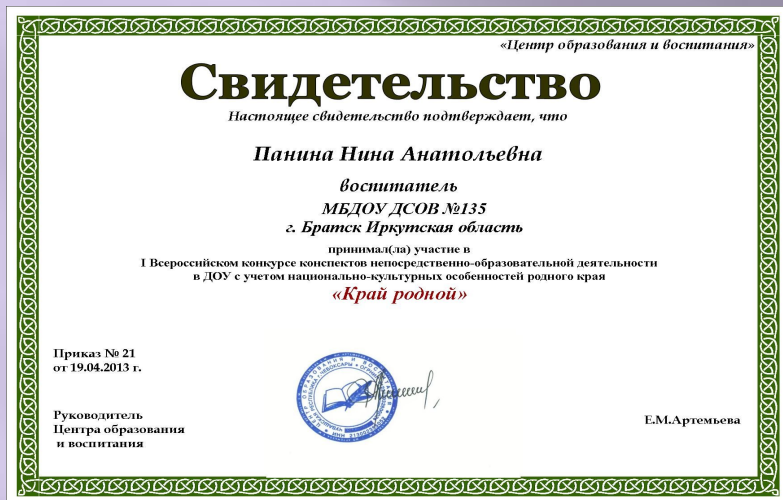 «Центр образования и воспитания»
Свидетельство
Настоящее свидетельство подтверждает, что
Панина Нина Анатольевна
воспитатель
МБДОУ ДСОВ №135
г. Братск Иркутская область
принимал(ла) участие в
I Всероссийском конкурсе конспектов непосредственно-образовательной деятельности
в ДОУ с учетом национально-культурных особенностей родного края
«Край родной»
Приказ № 21
от 19.04.2013 г.
Руководитель
Центра образования
и воспитания
Е.М.Артемьева